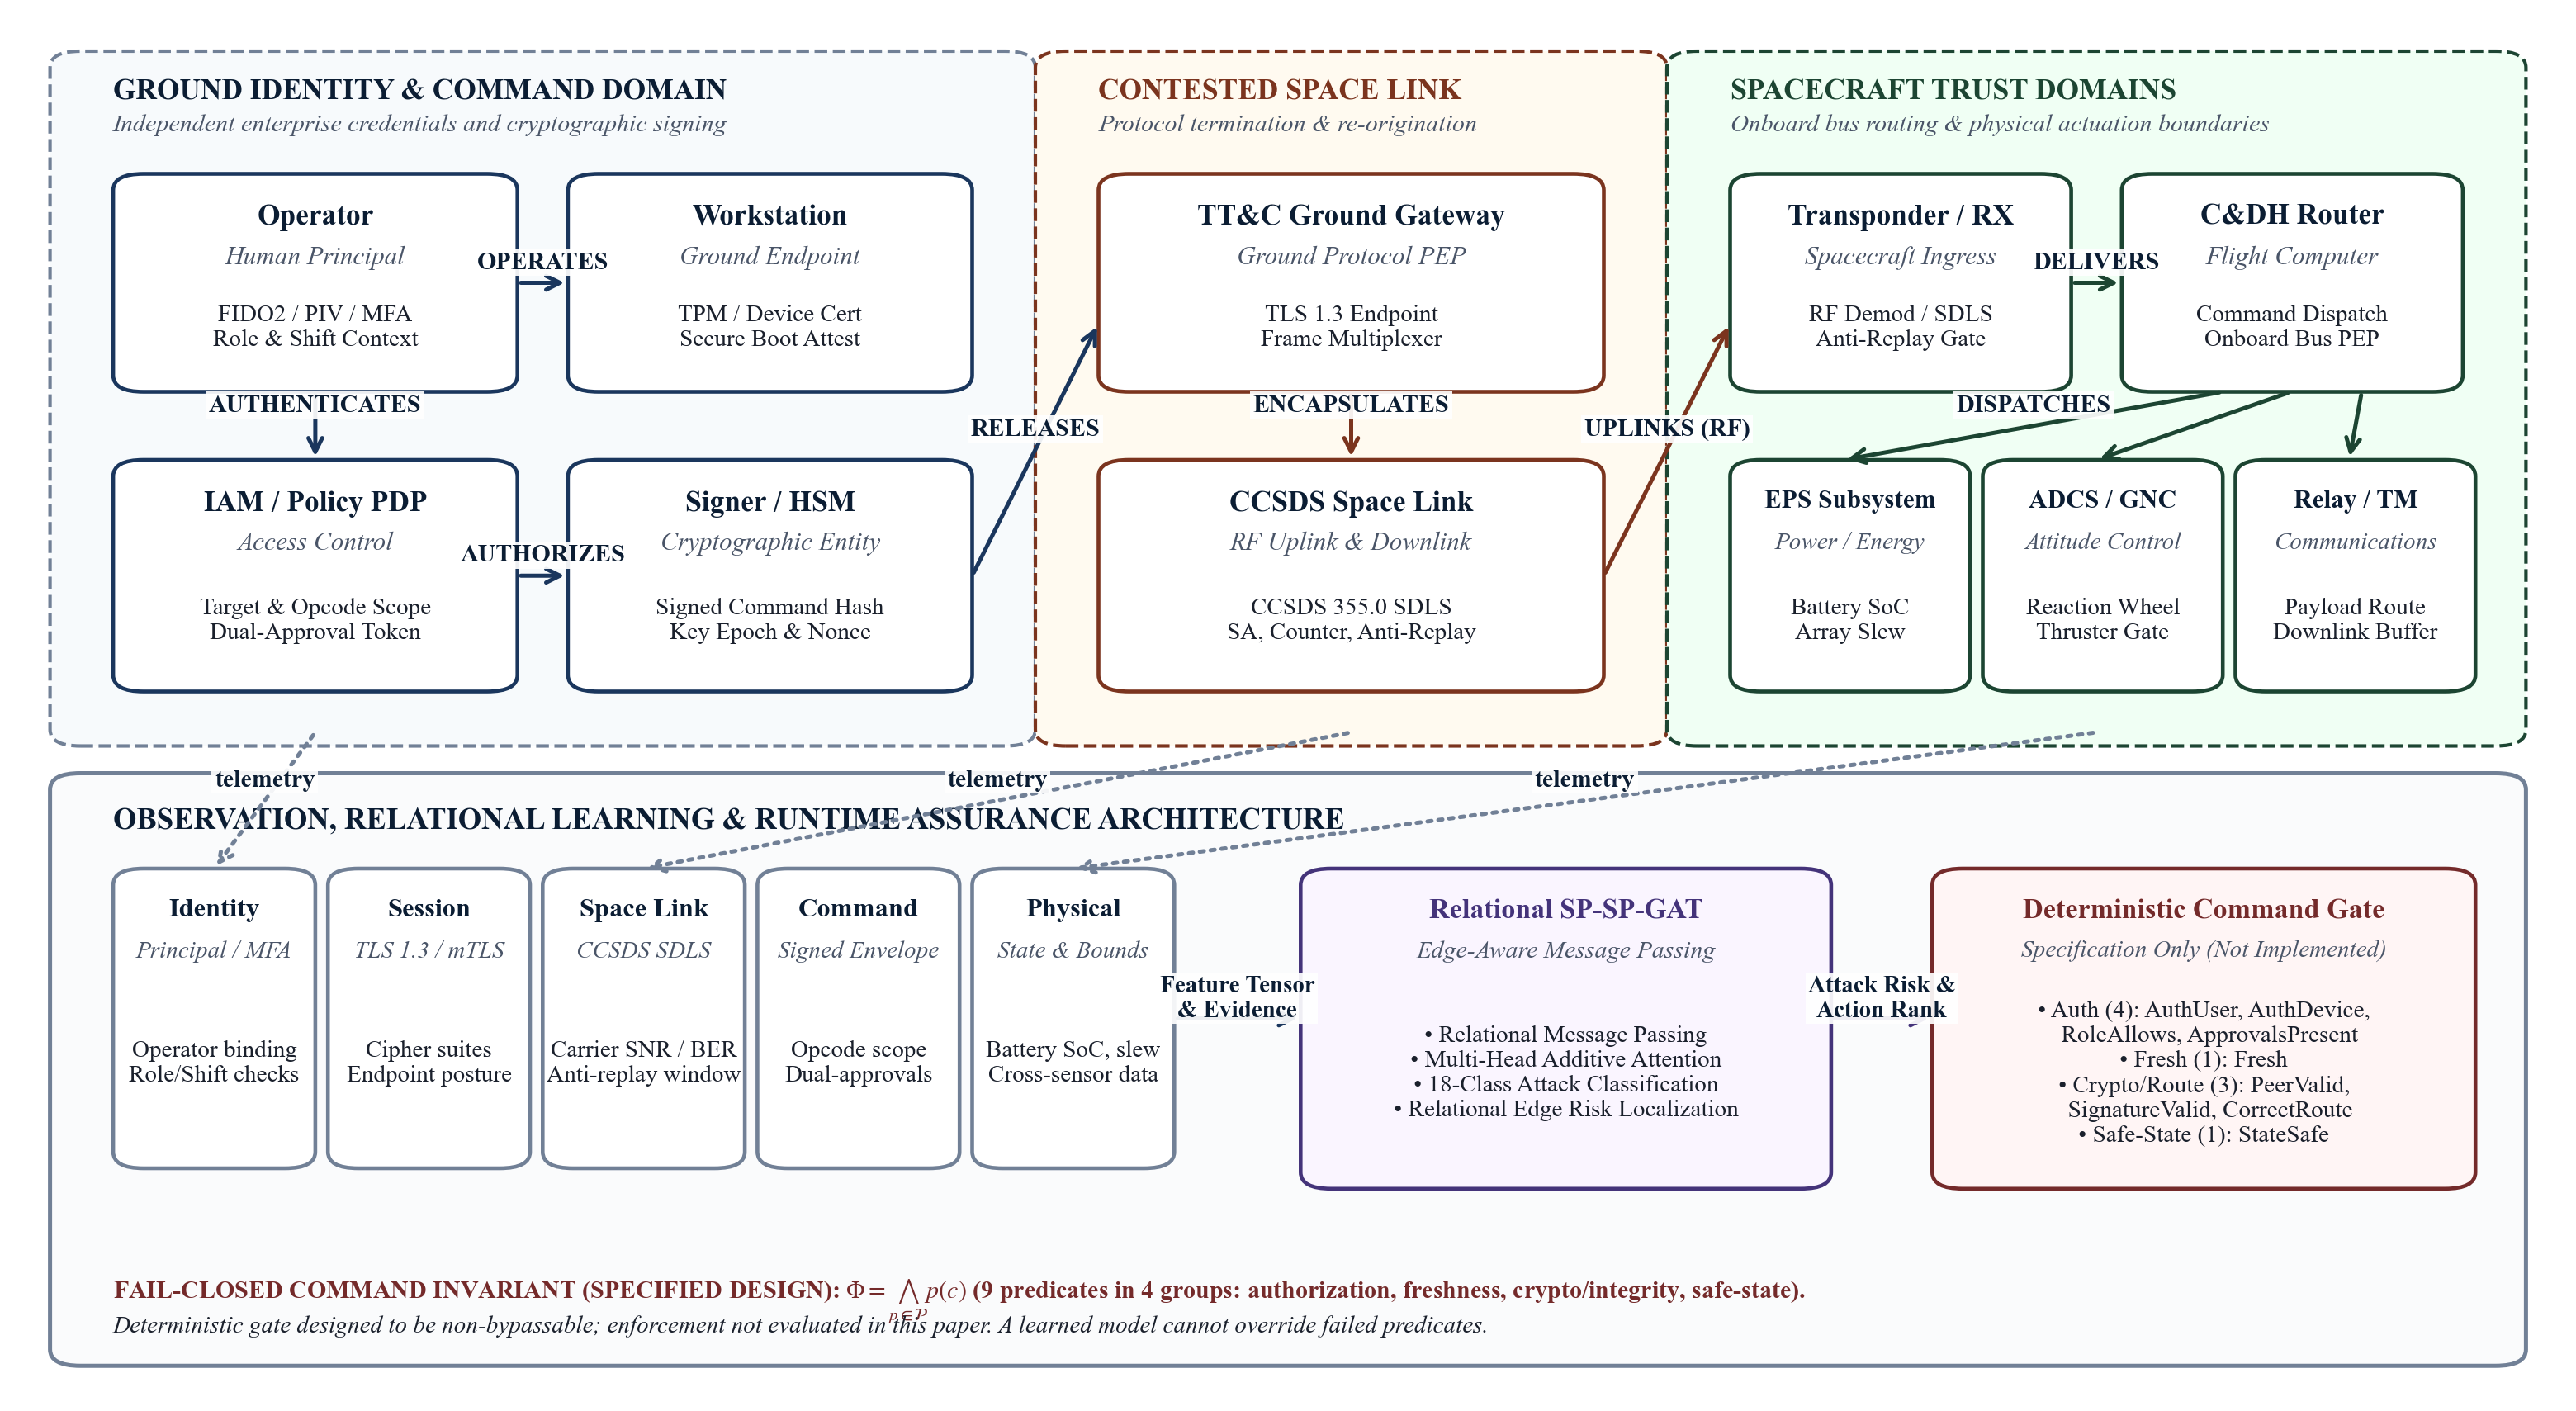 GROUND IDENTITY & COMMAND DOMAIN
Independent enterprise credentials and cryptographic signing
Operator
Human Principal
FIDO2 / PIV / MFA
Role & Shift Context
OPERATES
Workstation
Ground Endpoint
TPM / Device Cert
Secure Boot Attest
AUTHENTICATES
IAM / Policy PDP
Access Control
Target & Opcode Scope
Dual-Approval Token
AUTHORIZES
Signer / HSM
Cryptographic Entity
Signed Command Hash
Key Epoch & Nonce
RELEASES
CONTESTED SPACE LINK
Protocol termination & re-origination
TT&C Ground Gateway
Ground Protocol PEP
TLS 1.3 Endpoint
Frame Multiplexer
ENCAPSULATES
CCSDS Space Link
RF Uplink & Downlink
CCSDS 355.0 SDLS
SA, Counter, Anti-Replay
UPLINKS (RF)
SPACECRAFT TRUST DOMAINS
Onboard bus routing & physical actuation boundaries
Transponder / RX
Spacecraft Ingress
RF Demod / SDLS
Anti-Replay Gate
DELIVERS
C&DH Router
Flight Computer
Command Dispatch
Onboard Bus PEP
DISPATCHES
EPS Subsystem
Power / Energy
Battery SoC
Array Slew
ADCS / GNC
Attitude Control
Reaction Wheel
Thruster Gate
Relay / TM
Communications
Payload Route
Downlink Buffer
telemetry
telemetry
telemetry
OBSERVATION, RELATIONAL LEARNING & RUNTIME ASSURANCE ARCHITECTURE
Identity
Principal / MFA
Operator binding
Role/Shift checks
Session
TLS 1.3 / mTLS
Cipher suites
Endpoint posture
Space Link
CCSDS SDLS
Carrier SNR / BER
Anti-replay window
Command
Signed Envelope
Opcode scope
Dual-approvals
Physical
State & Bounds
Battery SoC, slew
Cross-sensor data
Feature Tensor
& Evidence
Relational SP-SP-GAT
Edge-Aware Message Passing
• Relational Message Passing
• Multi-Head Additive Attention
• 18-Class Attack Classification
• Relational Edge Risk Localization
Attack Risk &
Action Rank
Deterministic Command Gate
Specification Only (Not Implemented)
• Auth (4): AuthUser, AuthDevice,
RoleAllows, ApprovalsPresent
• Fresh (1): Fresh
• Crypto/Route (3): PeerValid,
SignatureValid, CorrectRoute
• Safe-State (1): StateSafe
FAIL-CLOSED COMMAND INVARIANT (SPECIFIED DESIGN): Φ = ⋀ p(c) (9 predicates in 4 groups: authorization, freshness, crypto/integrity, safe-state).
p∈𝒫
Deterministic gate designed to be non-bypassable; enforcement not evaluated in this paper. A learned model cannot override failed predicates.